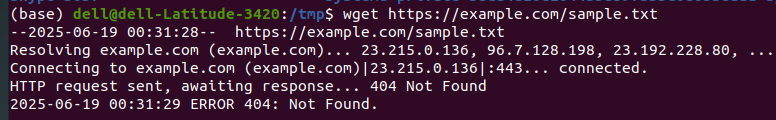 (base) dell@dell-Latitude-3420:/tmp$ wget https://example.com/sample.txt
--2025-06-19 00:31:28--  https://example.com/sample.txt
Resolving example.com (example.com)... 23.215.0.136, 96.7.128.198, 23.192.228.80, ...
Connecting to example.com (example.com)|23.215.0.136|:443... connected.
HTTP request sent, awaiting response... 404 Not Found
2025-06-19 00:31:29 ERROR 404: Not Found.